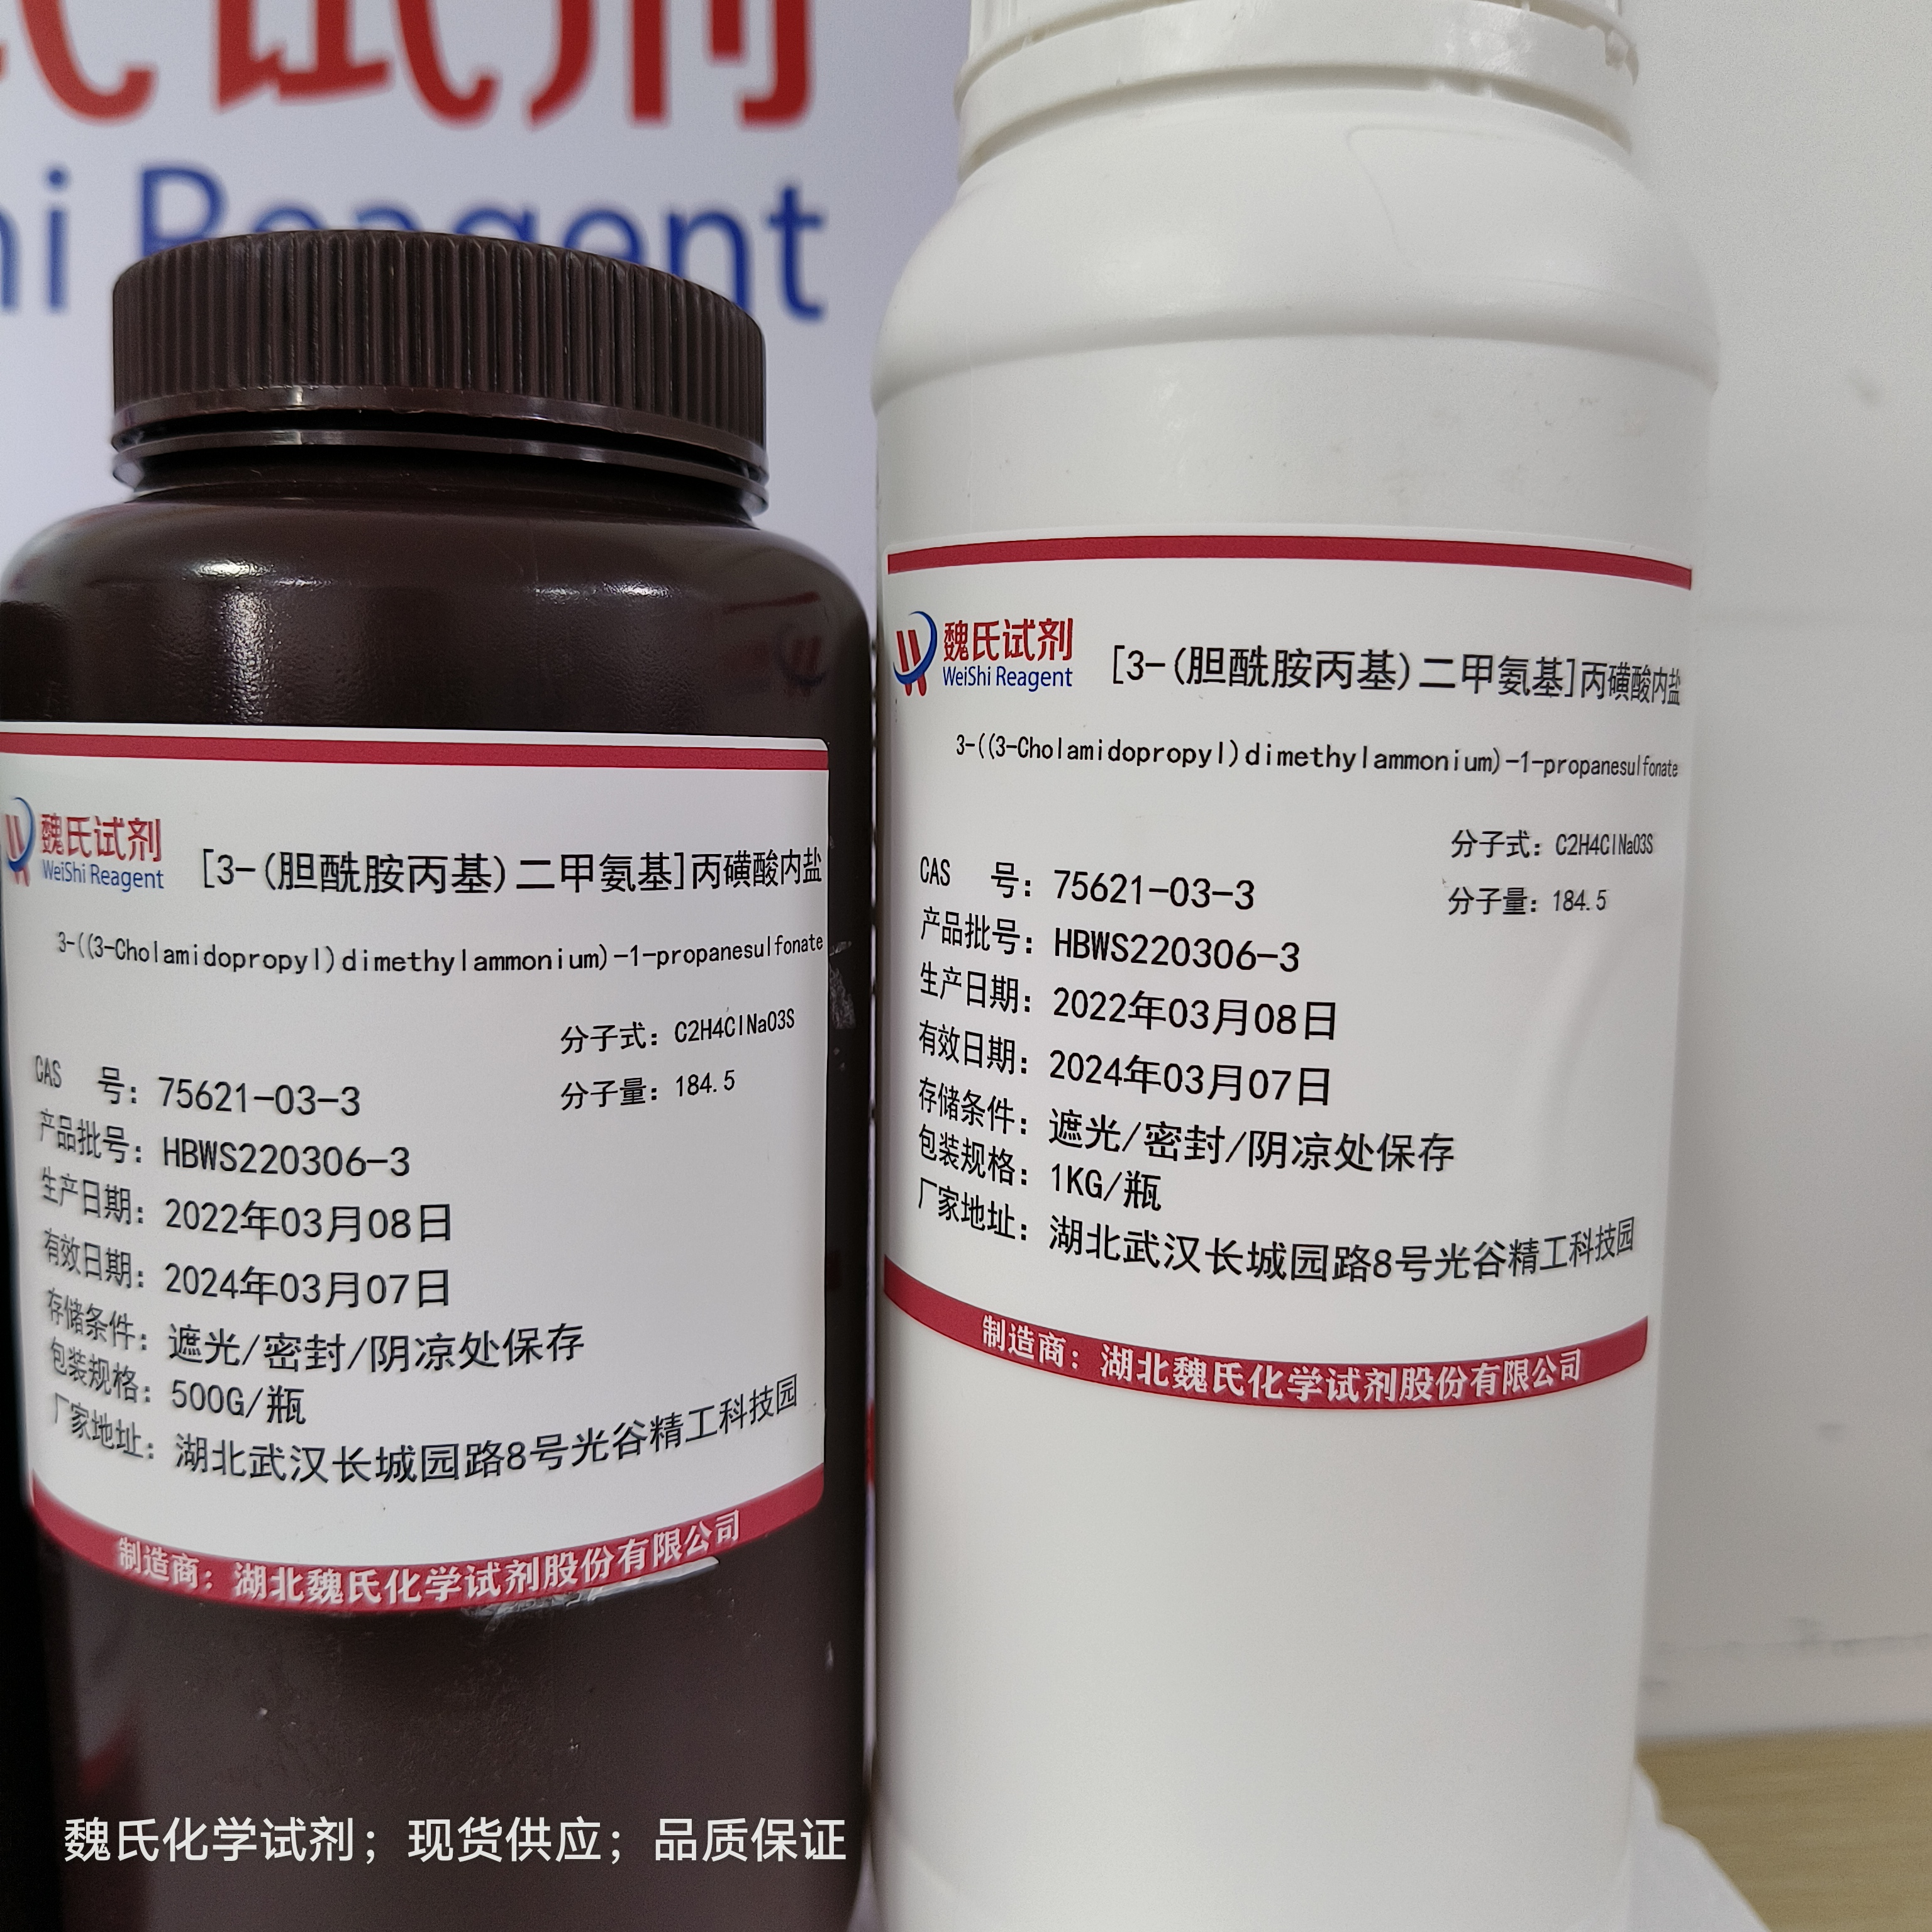 试剂
Reagent
魏氏试剂
WeiShi Reagent
[3-(胆酰胺丙基)二甲氨基]丙磺酸内盐
3-((3-Cholamidopropyl)dimethylammonium)-1-propanesulfonate
分子式：C2H4ClNaO3S
分子量：184.5
CAS 号：75621-03-3
产品批号：HBWS220306-3
生产日期：2022年03月08日
有效日期：2024年03月07日
存储条件：遮光/密封/阴凉处保存
包装规格：500G/瓶
厂家地址：湖北武汉长城园路8号光谷精工科技园
制造商：湖北魏氏化学试剂股份有限公司
魏氏试剂
WeiShi Reagent
[3-(胆酰胺丙基)二甲氨基]丙磺酸内盐
3-((3-Cholamidopropyl)dimethylammonium)-1-propanesulfonate
分子式：C2H4ClNaO3S
分子量：184.5
CAS 号：75621-03-3
产品批号：HBWS220306-3
生产日期：2022年03月08日
有效日期：2024年03月07日
存储条件：遮光/密封/阴凉处保存
包装规格：1KG/瓶
厂家地址：湖北武汉长城园路8号光谷精工科技园
制造商：湖北魏氏化学试剂股份有限公司
魏氏化学试剂；现货供应；品质保证